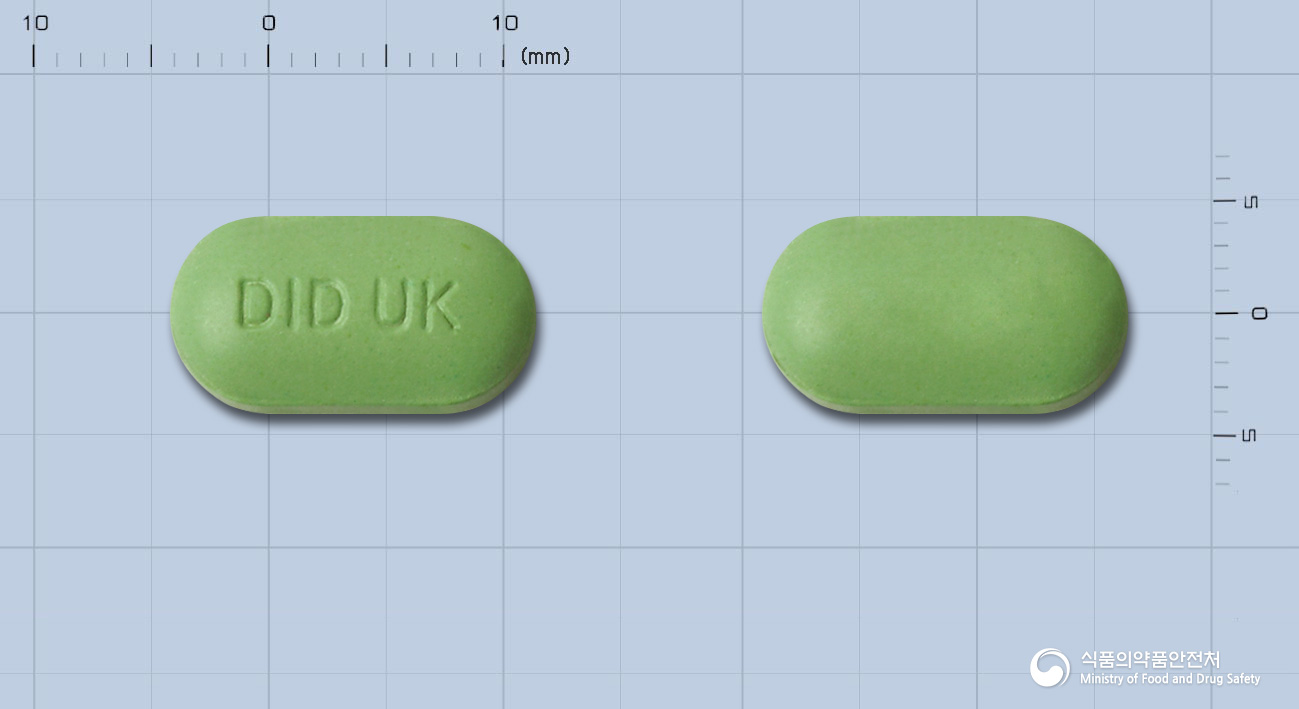 10 0 10
(mm)
DID UK
5
0
5
식품의약품안전처
Ministry of Food and Drug Safety